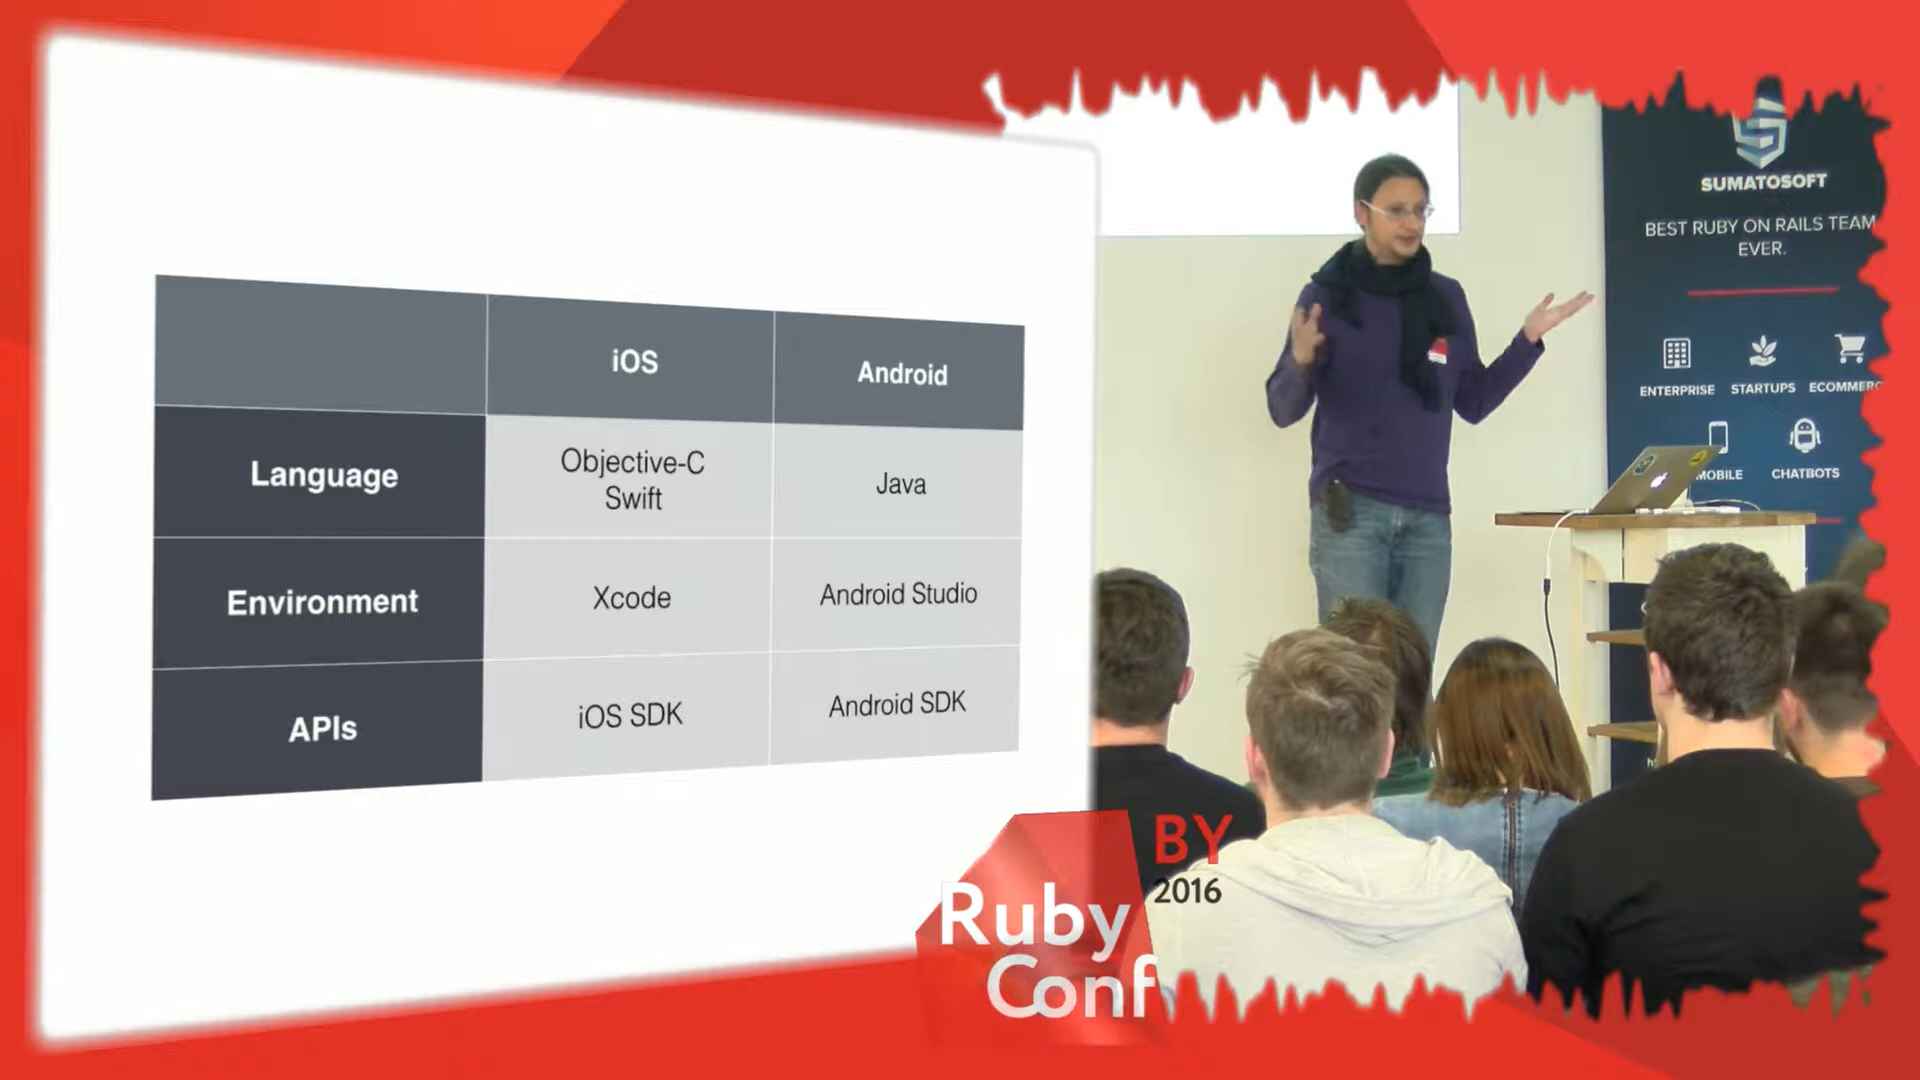 iOS
Android
Language
Objective-C
Swift
Java
Environment
Xcode
Android Studio
APIs
iOS SDK
Android SDK
SUMATOSOFT
BEST RUBY ON RAILS TEAM
EVER.
ENTERPRISE
STARTUPS
ECOMMERC
MOBILE
CHATBOTS
BY
2016
Ruby
Conf